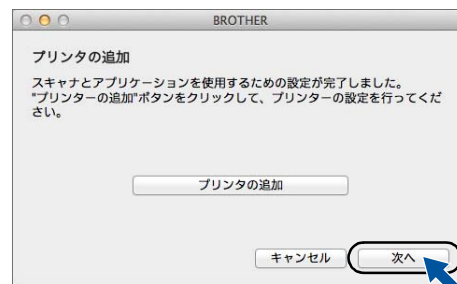 BROTHER
プリンタの追加
スキャナとアプリケーションを使用するための設定が完了しました。
"プリンターの追加"ボタンをクリックして、プリンターの設定を行ってくだ
さい。
プリンタの追加
キャンセル
次へ